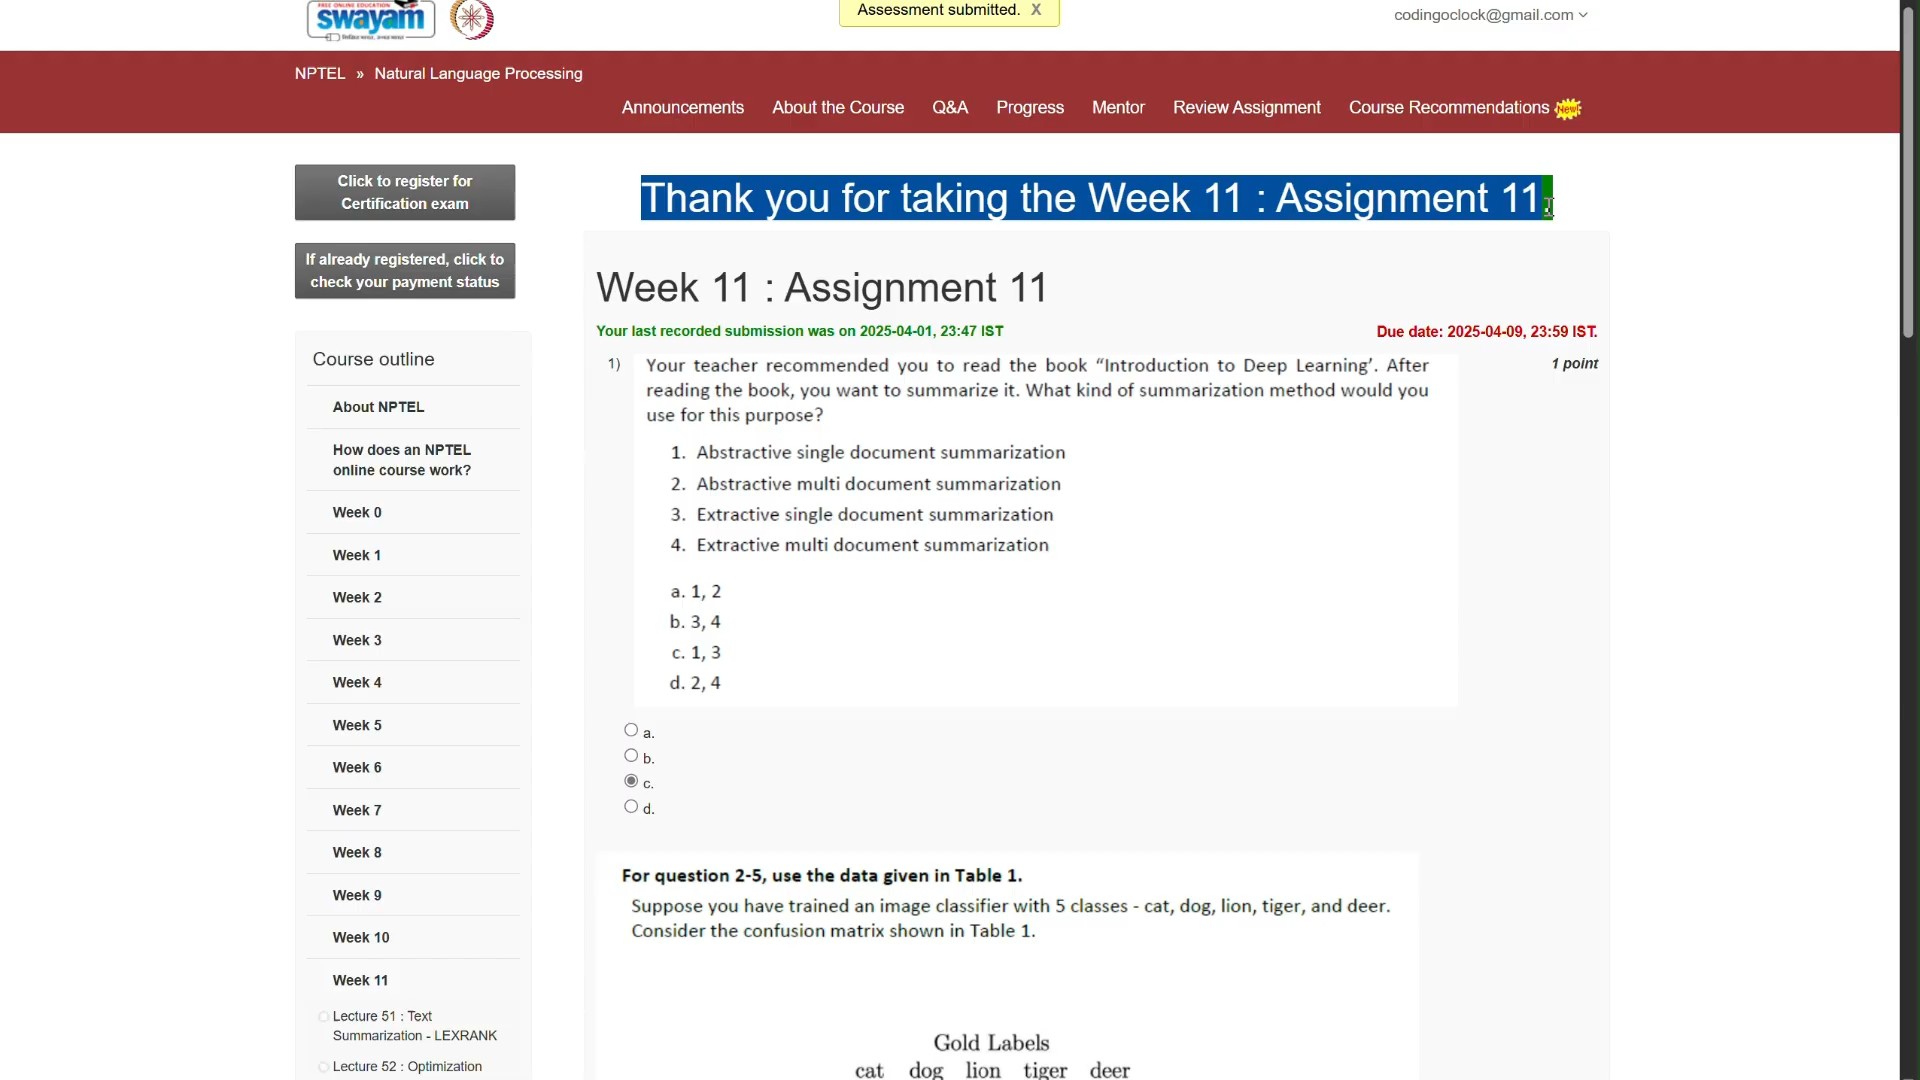 FREE ONLINE EDUCATION
swayam
Assessment submitted. X
codingoclock@gmail.com
NPTEL » Natural Language Processing
Announcements About the Course Q&A Progress Mentor Review Assignment Course Recommendations New!
Click to register for
Certification exam
If already registered, click to
check your payment status
Course outline
About NPTEL
How does an NPTEL
online course work?
Week 0
Week 1
Week 2
Week 3
Week 4
Week 5
Week 6
Week 7
Week 8
Week 9
Week 10
Week 11
Lecture 51 : Text
Summarization - LEXRANK
Lecture 52 : Optimization
Thank you for taking the Week 11 : Assignment 11.
Week 11 : Assignment 11
Your last recorded submission was on 2025-04-01, 23:47 IST
Due date: 2025-04-09, 23:59 IST.
1) Your teacher recommended you to read the book “Introduction to Deep Learning’. After
1 point
reading the book, you want to summarize it. What kind of summarization method would you
use for this purpose?
1. Abstractive single document summarization
2. Abstractive multi document summarization
3. Extractive single document summarization
4. Extractive multi document summarization
a. 1, 2
b. 3, 4
c. 1, 3
d. 2, 4
a.
b.
c.
d.
For question 2-5, use the data given in Table 1.
Suppose you have trained an image classifier with 5 classes - cat, dog, lion, tiger, and deer.
Consider the confusion matrix shown in Table 1.
Gold Labels
cat dog lion tiger deer